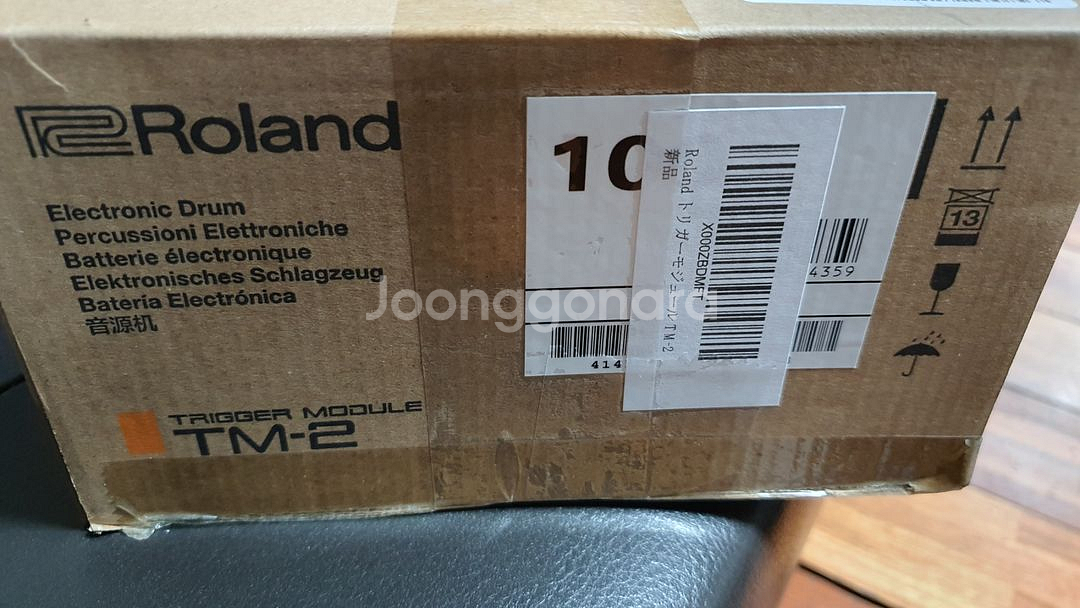 Roland
Electronic Drum
Percussioni Elettroniche
Batterie électronique
Elektronisches Schlagzeug
Bateria Electrónica
音源机
TRIGGER MODULE
TM-2
10
4359
414
Roland トリガーモジュール TM-2
新品
X000ZBDMFT
13
Joonggonara